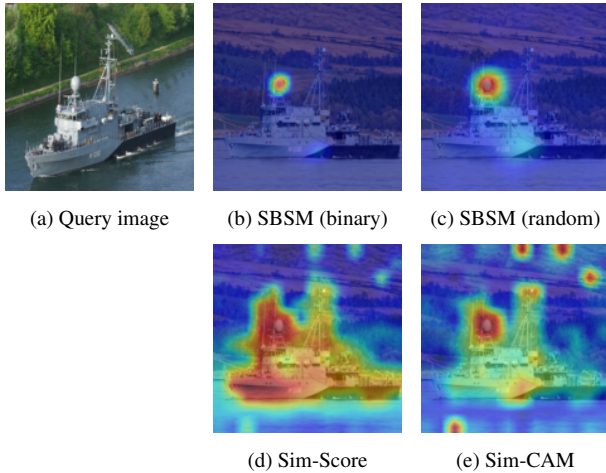 (a) Query image
(b) SBSM (binary)
(c) SBSM (random)
(d) Sim-Score
(e) Sim-CAM